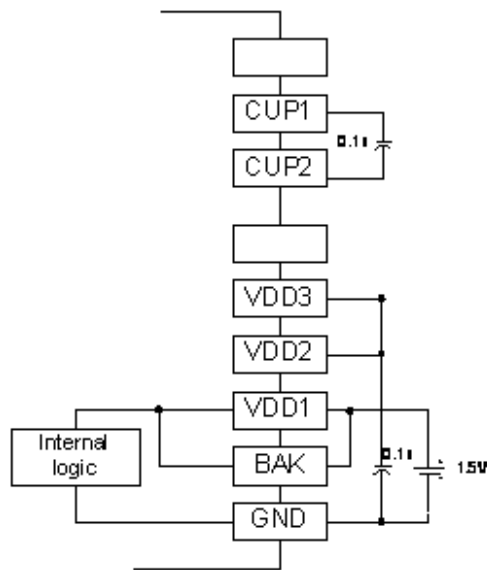 CUP1
0.1u
CUP2
VDD3
VDD2
VDD1
Internal
logic
BAK
0.1u
1.5V
GND